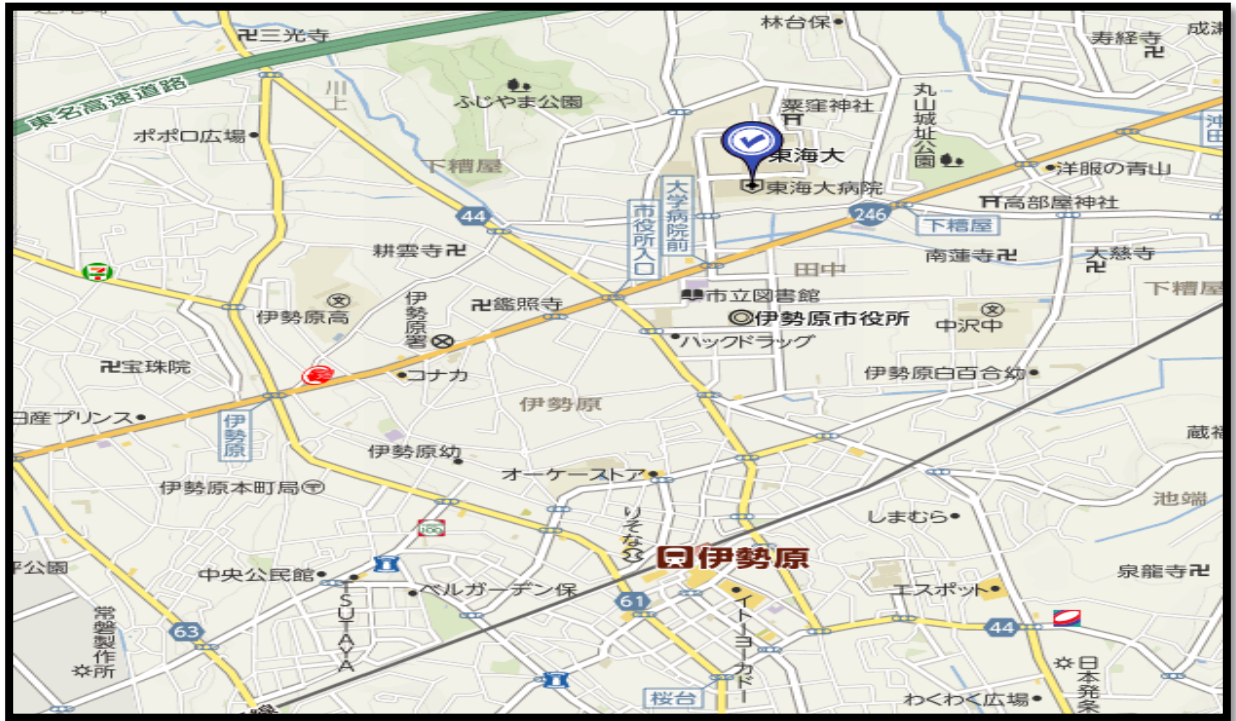 三光寺
林台保
寿経寺
成瀬
東名高速道路
川上
ふじやま公園
粟窪神社
丸山城址公園
ポポロ広場
東海大
下糟屋
東海大病院
洋服の青山
高部屋神社
44
大学病院前
市役所入口
246
下糟屋
耕雲寺
南蓮寺
大慈寺
田中
下糟屋
7
市立図書館
伊勢原高
伊勢原署
鑑照寺
伊勢原市役所
中沢中
ハックドラッグ
宝珠院
コナカ
伊勢原白百合幼
日産プリンス
伊勢原
伊勢原
伊勢原幼
オーケーストア
伊勢原本町局
池端
りそな
しまむら
100
伊勢原
中央公民館
ベルガーデン保
泉龍寺
エスポット
TSUTAYA
61
イトーヨーカドー
63
44
常磐製作所
桜台
わくわく広場
日本発条